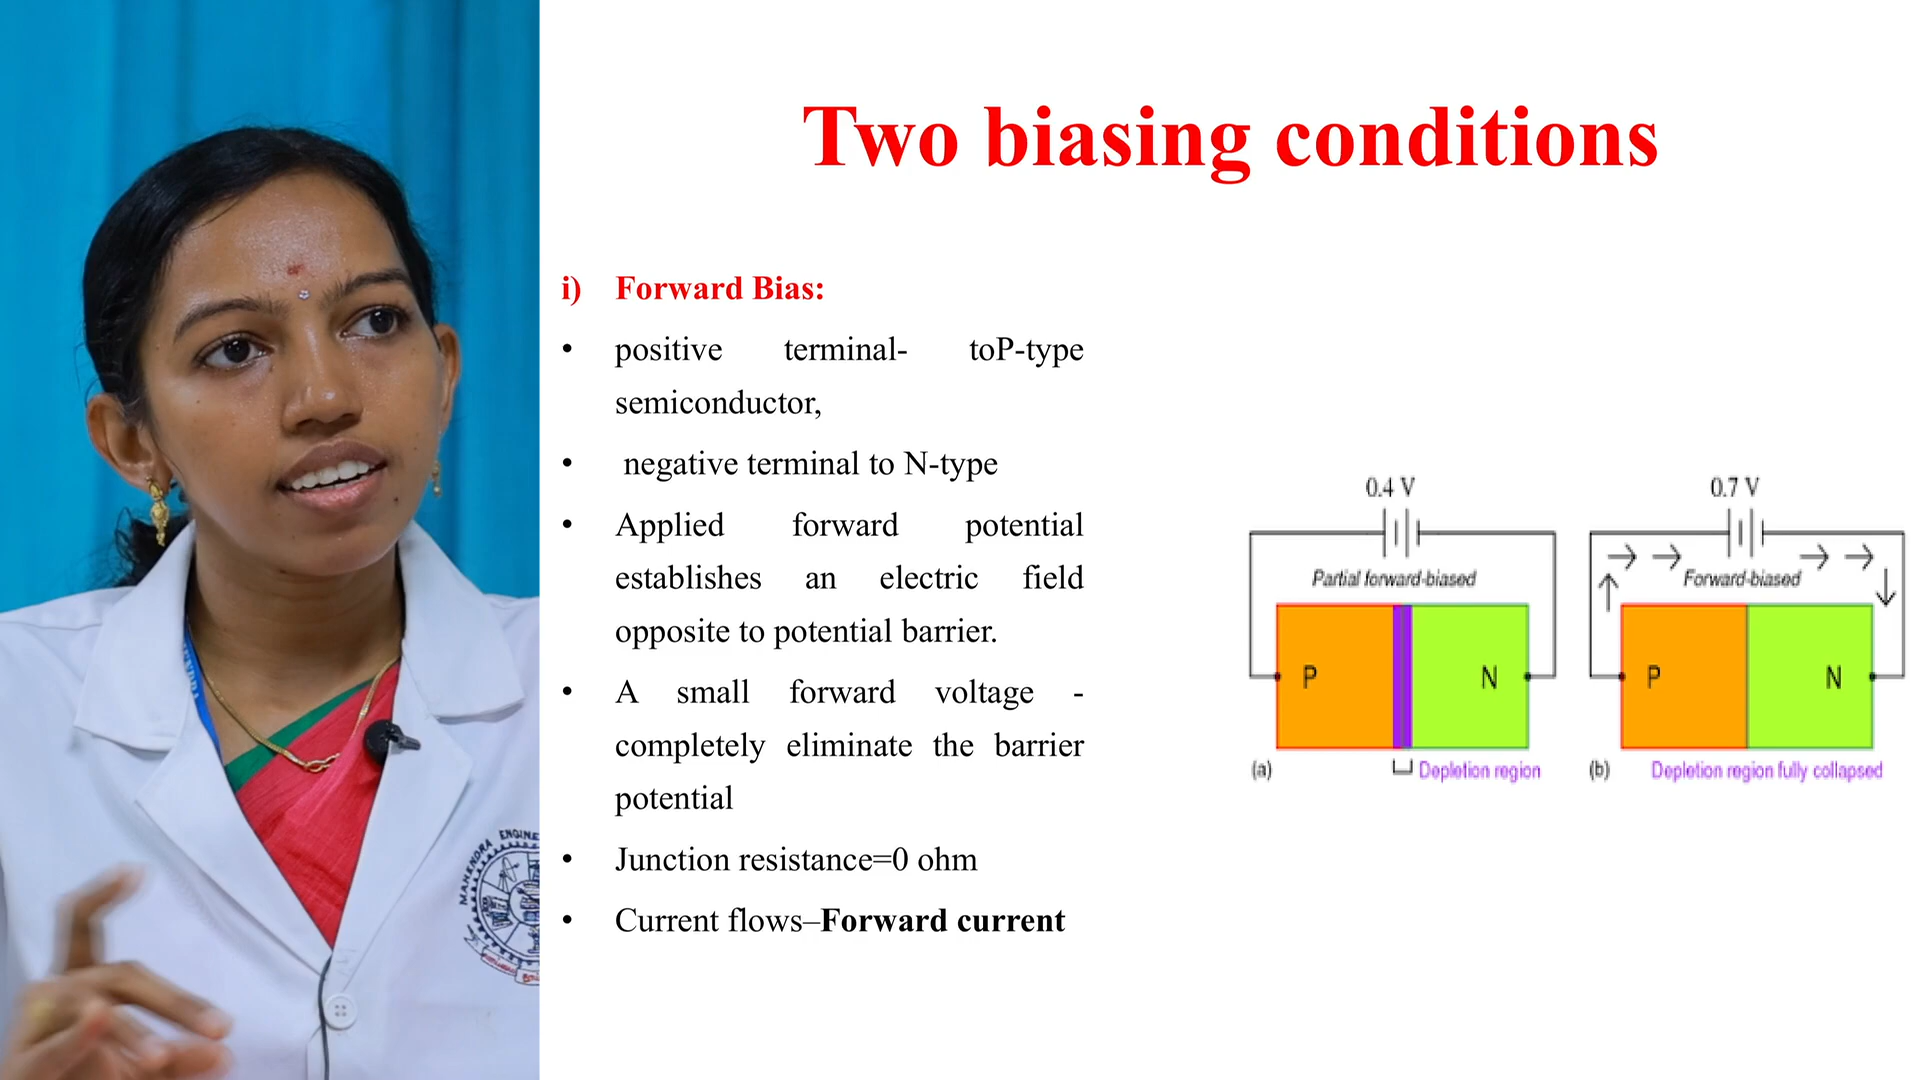 Two biasing conditions
i) Forward Bias:
• positive terminal- toP-type
semiconductor,
• negative terminal to N-type
• Applied forward potential
establishes an electric field
opposite to potential barrier.
• A small forward voltage -
completely eliminate the barrier
potential
• Junction resistance=0 ohm
• Current flows–Forward current
0.4 V
Partial forward-biased
P
N
(a)
Depletion region
0.7 V
Forward-biased
P
N
(b)
Depletion region fully collapsed
MAHENDRA ENGINE